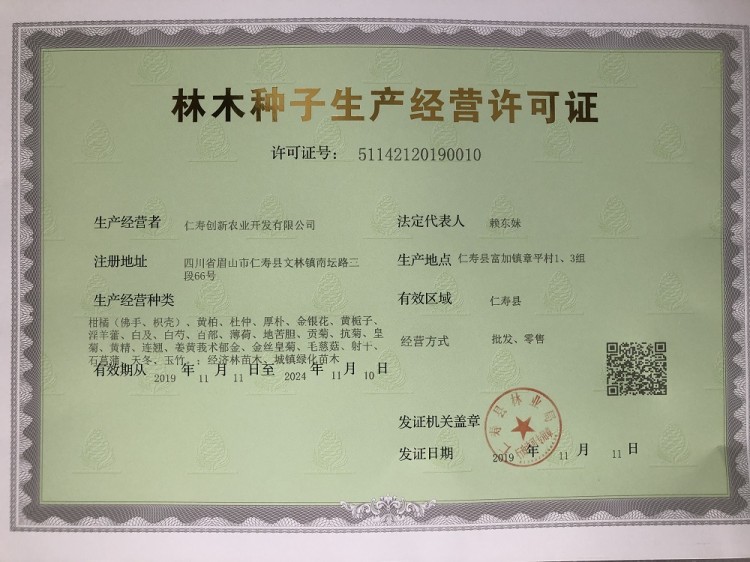 林木种子生产经营许可证
许可证号: 51142120190010
生产经营者 仁寿创新农业开发有限公司
法定代表人 赖东妹
注册地址 四川省眉山市仁寿县文林镇南坛路三段66号
生产地点 仁寿县富加镇章平村1、3组
生产经营种类
柑橘（佛手、枳壳）、黄柏、杜仲、厚朴、金银花、黄栀子、
淫羊藿、白及、白芍、百部、薄荷、地苦胆、贡菊、抗菊、皇
菊、黄精、连翘、姜黄莪术郁金、金丝皇菊、毛慈菇、射干、
石菖蒲、天冬、玉竹、；经济林苗木、城镇绿化苗木
有效区域 仁寿县
经营方式 批发、零售
有效期从 2019 年 11 月 11 日至 2024 年 11 月 10 日
发证机关盖章
发证日期 2019 年 11 月 11 日